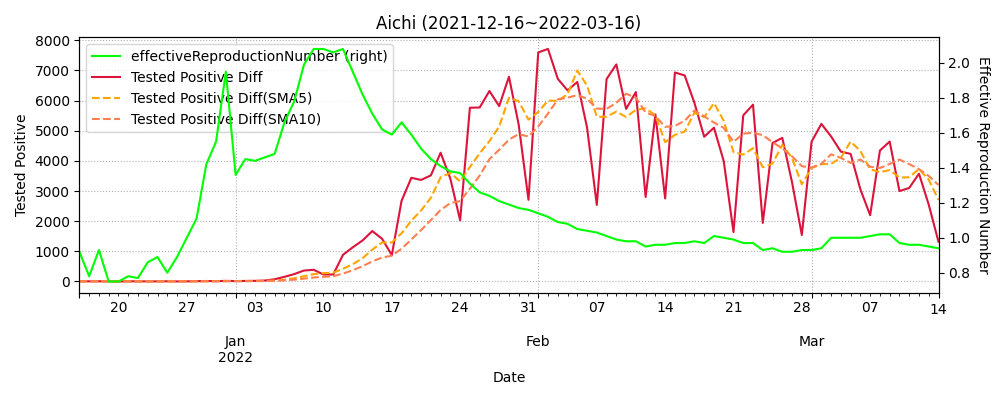 Aichi (2021-12-16~2022-03-16)
effectiveReproductionNumber (right)
Tested Positive Diff
Tested Positive Diff(SMA5)
Tested Positive Diff(SMA10)
Tested Positive
8000
7000
6000
5000
4000
3000
2000
1000
0
2.0
1.8
1.6
1.4
1.2
1.0
0.8
Effective Reproduction Number
20 27 03 10 17 24 31 07 14 21 28 07 14
Jan Feb Mar
2022
Date